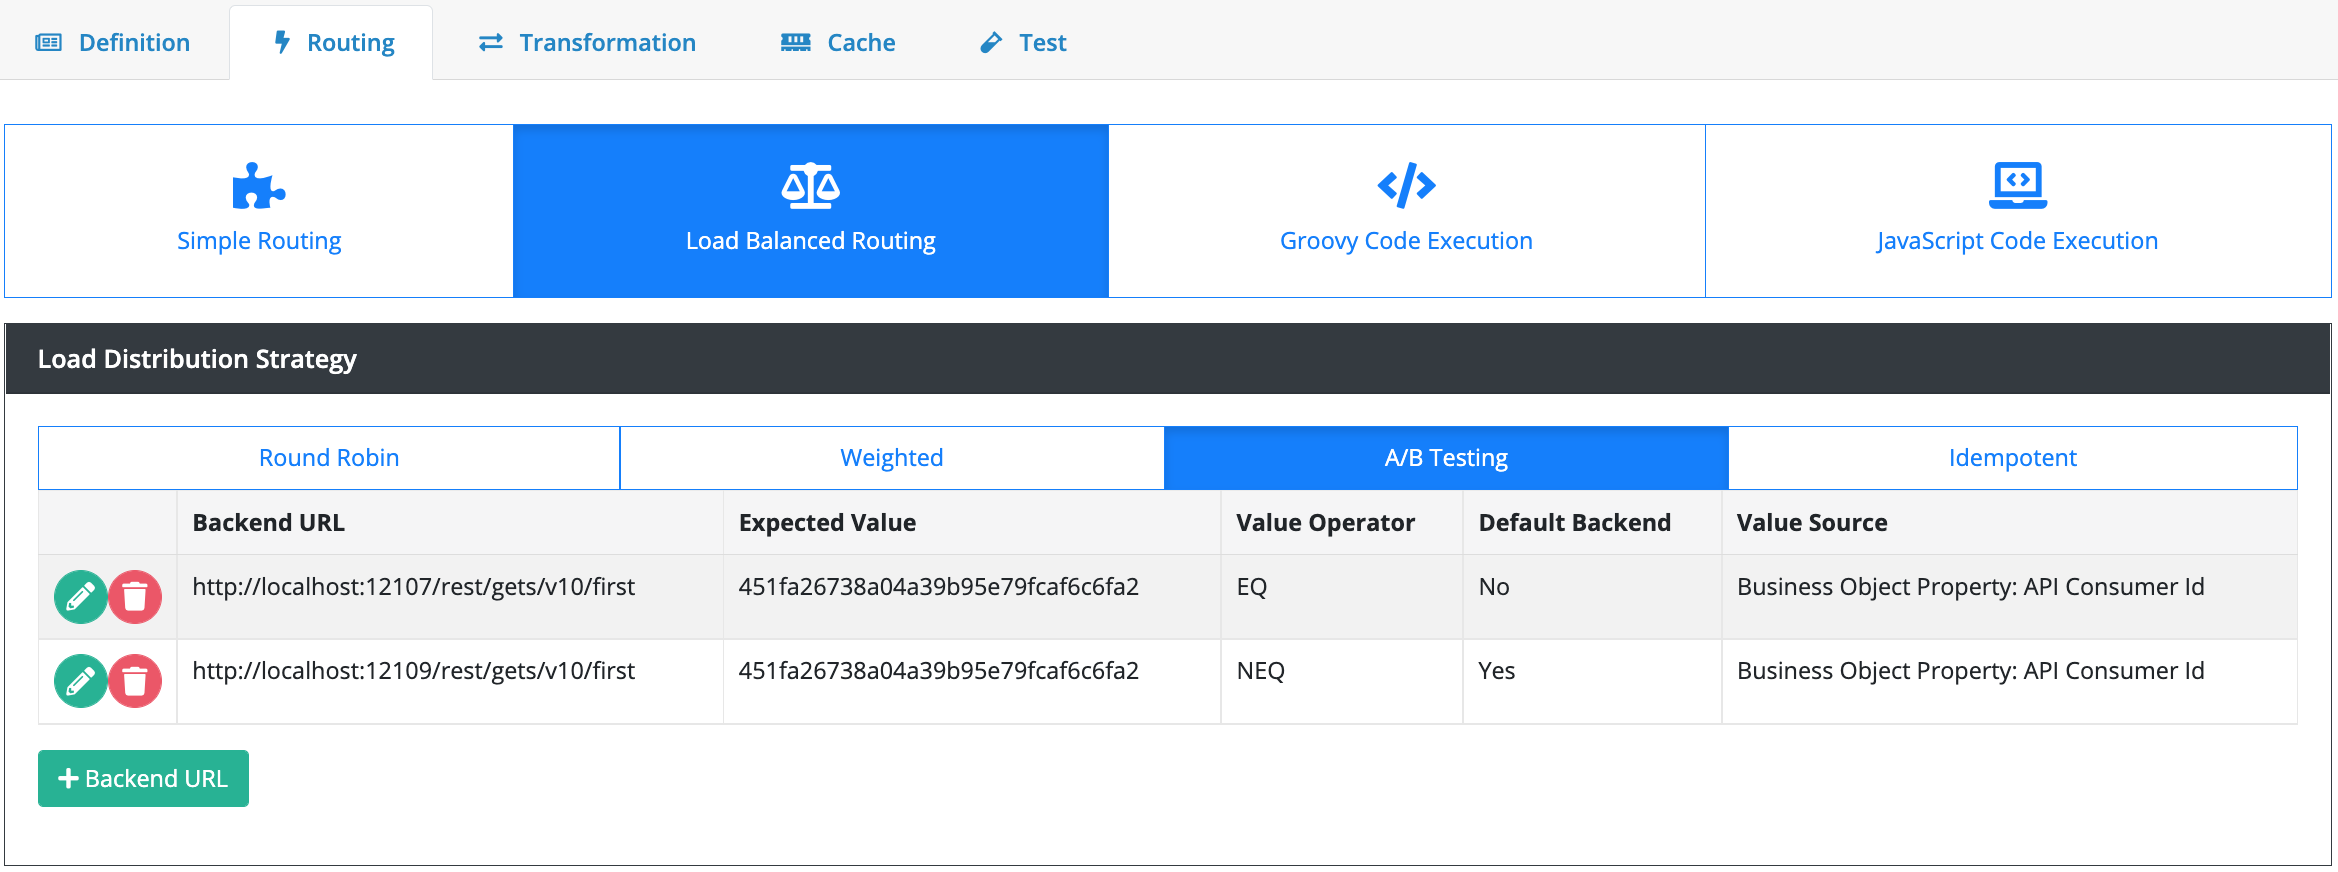 Definition Routing Transformation Cache Test
Simple Routing Load Balanced Routing Groovy Code Execution JavaScript Code Execution
Load Distribution Strategy
Round Robin Weighted A/B Testing Idempotent
Backend URL Expected Value Value Operator Default Backend Value Source
http://localhost:12107/rest/gets/v10/first 451fa26738a04a39b95e79fcaf6c6fa2 EQ No Business Object Property: API Consumer Id
http://localhost:12109/rest/gets/v10/first 451fa26738a04a39b95e79fcaf6c6fa2 NEQ Yes Business Object Property: API Consumer Id
+ Backend URL